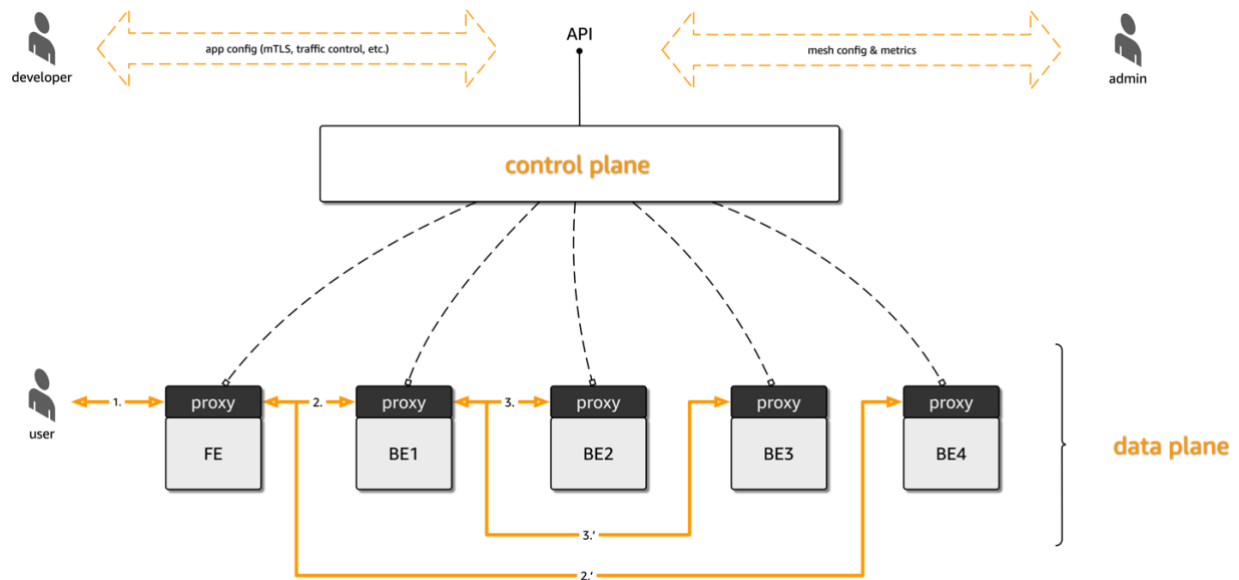 API
app config (mTLS, traffic control, etc.)
mesh config & metrics
developer
admin
control plane
1.
proxy
2.
proxy
3.
proxy
proxy
proxy
user
FE
BE1
BE2
BE3
BE4
data plane
3.'
2.'